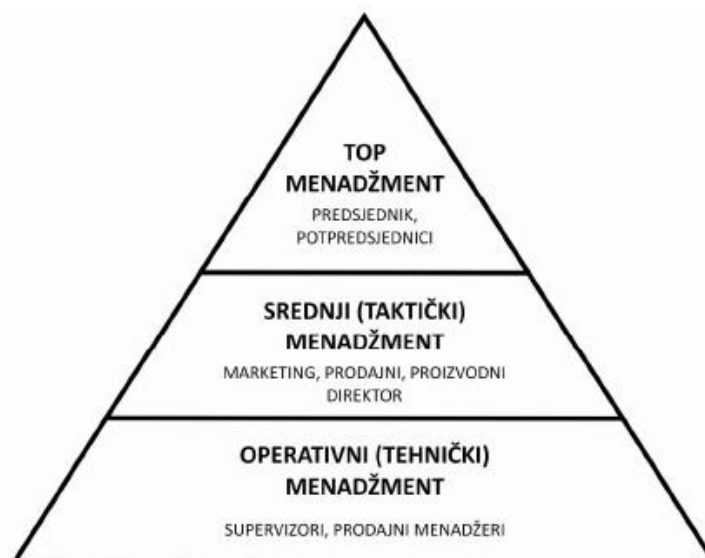 TOP
MENADŽMENT
PREDSJEDNIK,
POTPREDSJEDNICI
SREDNJI (TAKTIČKI)
MENADŽMENT
MARKETING, PRODAJNI, PROIZVODNI
DIREKTOR
OPERATIVNI (TEHNIČKI)
MENADŽMENT
SUPERVIZORI, PRODAJNI MENADŽERI